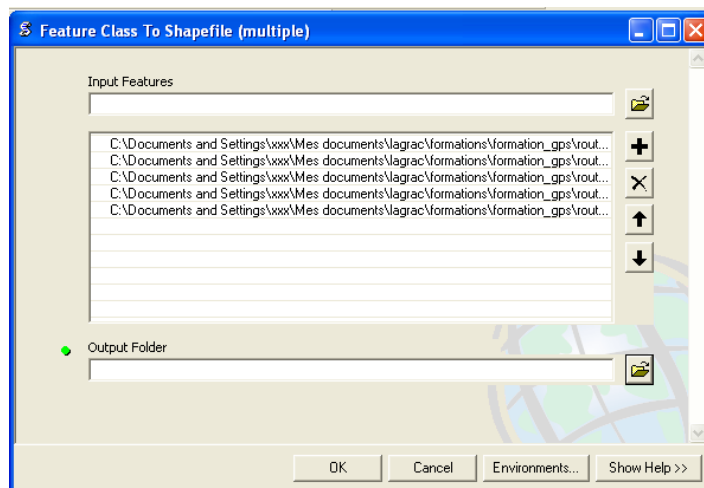 Feature Class To Shapefile (multiple)
Input Features
C:\Documents and Settings\xxx\Mes documents\lagrac\formations\formation_gps\rout...
C:\Documents and Settings\xxx\Mes documents\lagrac\formations\formation_gps\rout...
C:\Documents and Settings\xxx\Mes documents\lagrac\formations\formation_gps\rout...
C:\Documents and Settings\xxx\Mes documents\lagrac\formations\formation_gps\rout...
C:\Documents and Settings\xxx\Mes documents\lagrac\formations\formation_gps\rout...
Output Folder
OK
Cancel
Environments...
Show Help >>